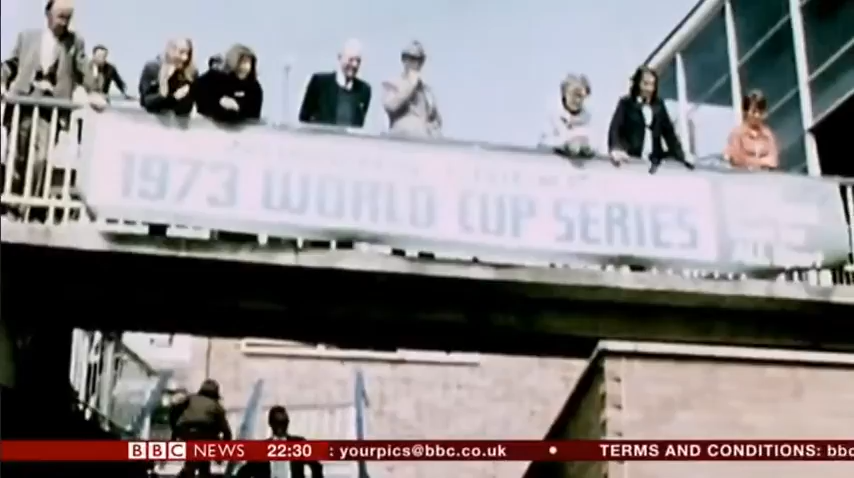 1973 WORLD CUP SERIES
BBC NEWS 22:30 : yourpics@bbc.co.uk • TERMS AND CONDITIONS: bbc